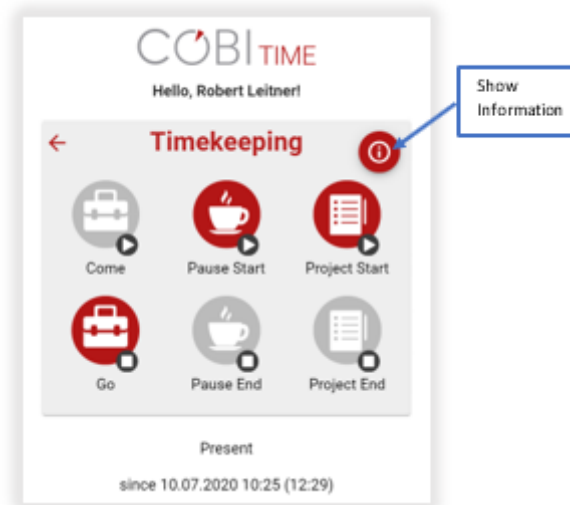 COBI TIME
Hello, Robert Leitner!
Show
Information
Timekeeping
Come
Pause Start
Project Start
Go
Pause End
Project End
Present
since 10.07.2020 10:25 (12:29)